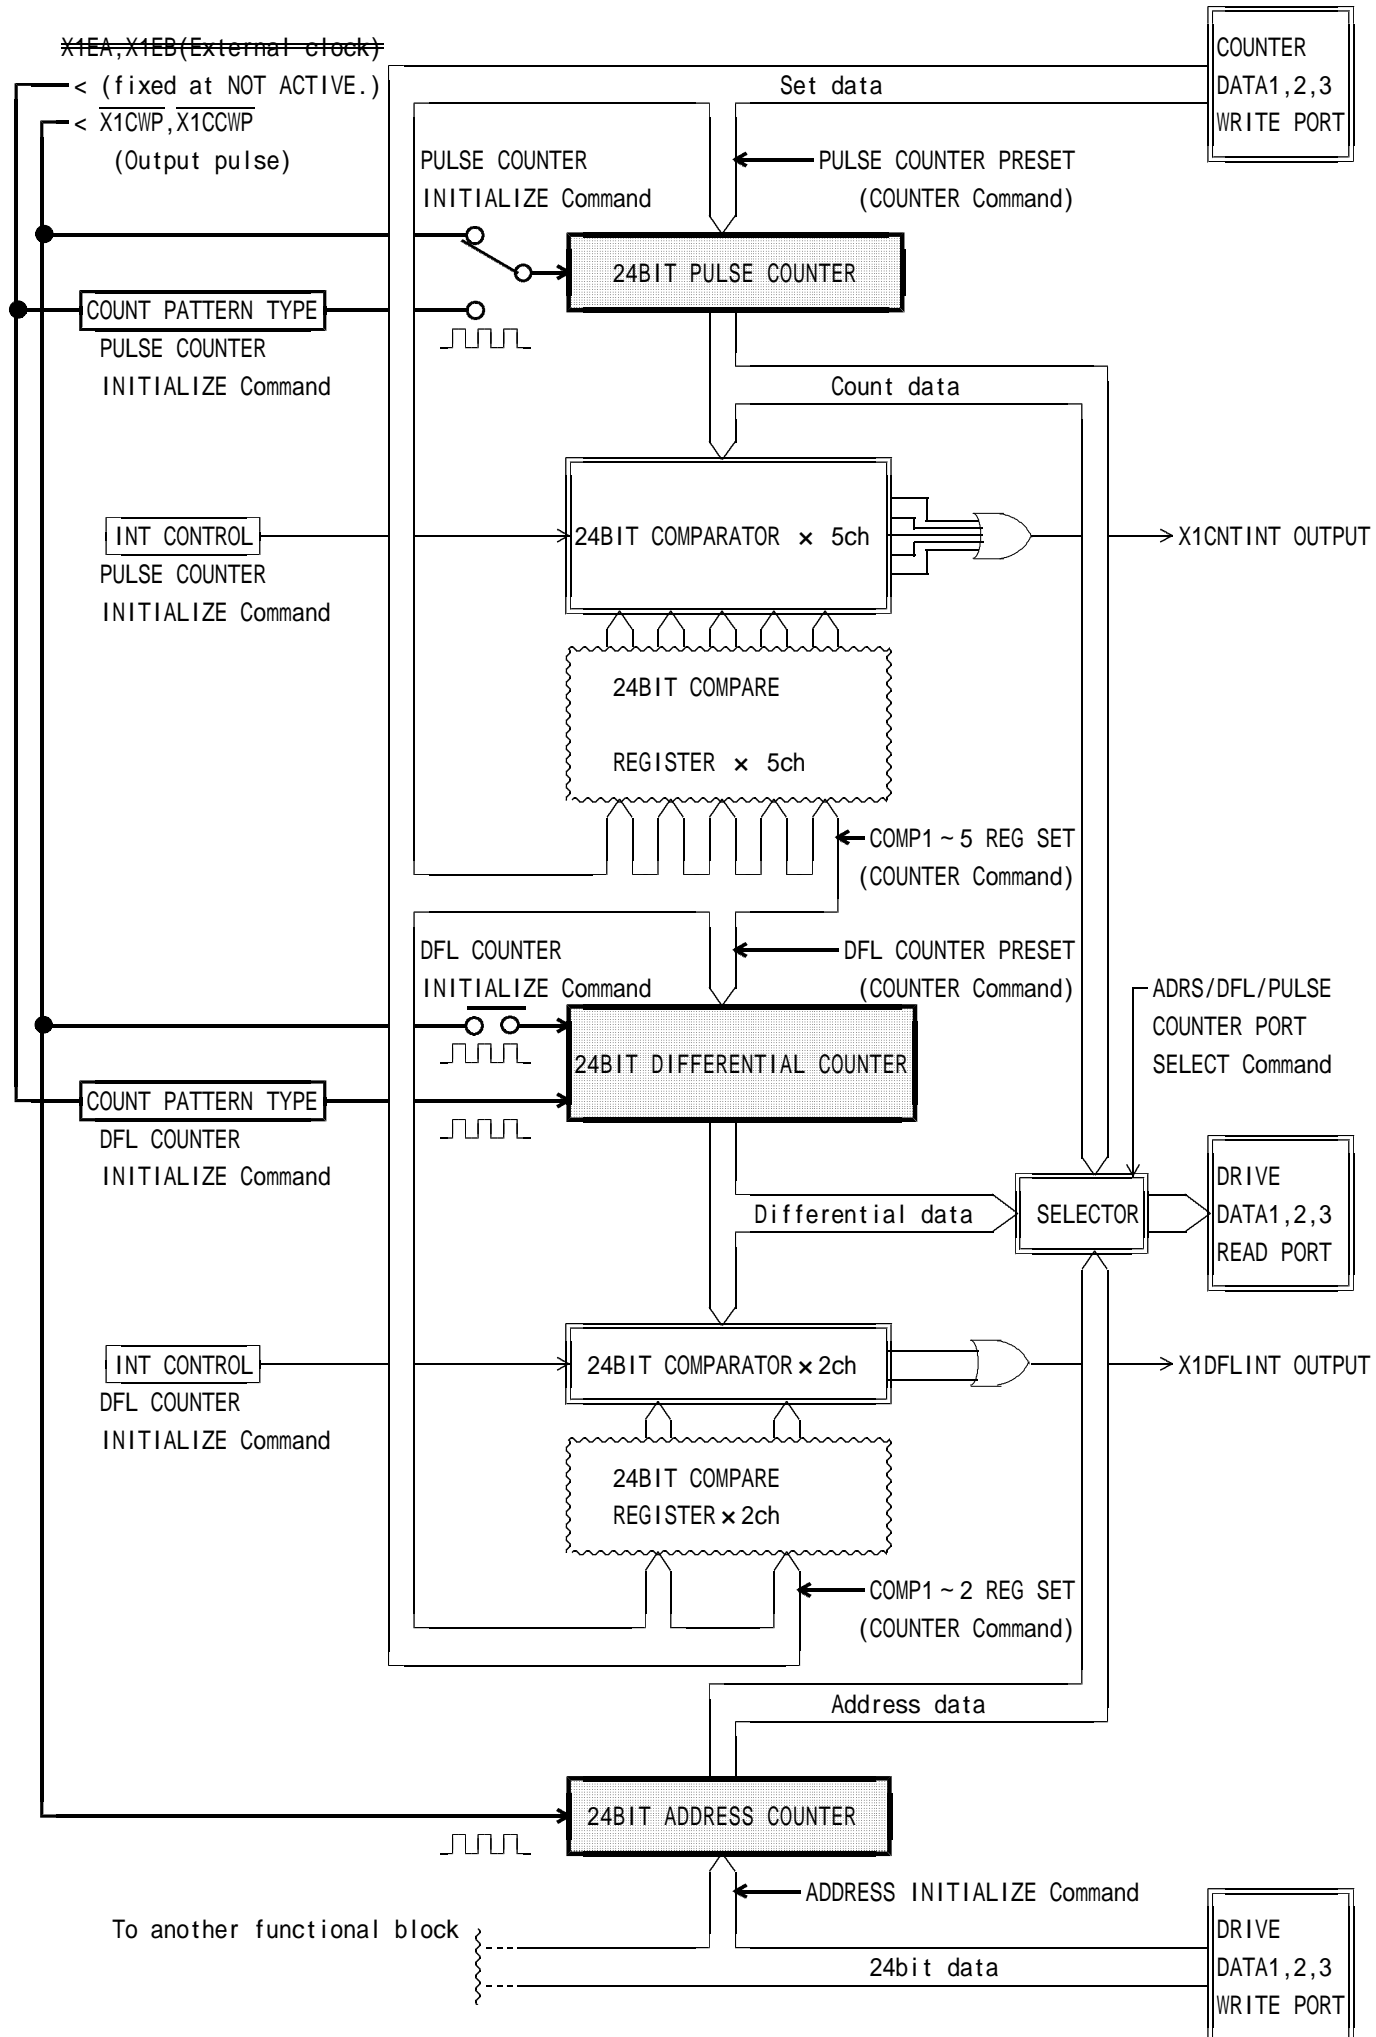 X1EA,X1EB(External clock)
< (fixed at NOT ACTIVE.)
< X1CWP,X1CCWP
(Output pulse)
COUNTER
DATA1,2,3
WRITE PORT
Set data
PULSE COUNTER
INITIALIZE Command
PULSE COUNTER PRESET
(COUNTER Command)
24BIT PULSE COUNTER
COUNT PATTERN TYPE
PULSE COUNTER
INITIALIZE Command
Count data
INT CONTROL
PULSE COUNTER
INITIALIZE Command
24BIT COMPARATOR × 5ch
X1CNTINT OUTPUT
24BIT COMPARE
REGISTER × 5ch
COMP1~5 REG SET
(COUNTER Command)
DFL COUNTER
INITIALIZE Command
DFL COUNTER PRESET
(COUNTER Command)
ADRS/DFL/PULSE
COUNTER PORT
SELECT Command
24BIT DIFFERENTIAL COUNTER
COUNT PATTERN TYPE
DFL COUNTER
INITIALIZE Command
Differential data
SELECTOR
DRIVE
DATA1,2,3
READ PORT
INT CONTROL
DFL COUNTER
INITIALIZE Command
24BIT COMPARATOR×2ch
X1DFLINT OUTPUT
24BIT COMPARE
REGISTER×2ch
COMP1~2 REG SET
(COUNTER Command)
Address data
24BIT ADDRESS COUNTER
ADDRESS INITIALIZE Command
To another functional block
24bit data
DRIVE
DATA1,2,3
WRITE PORT